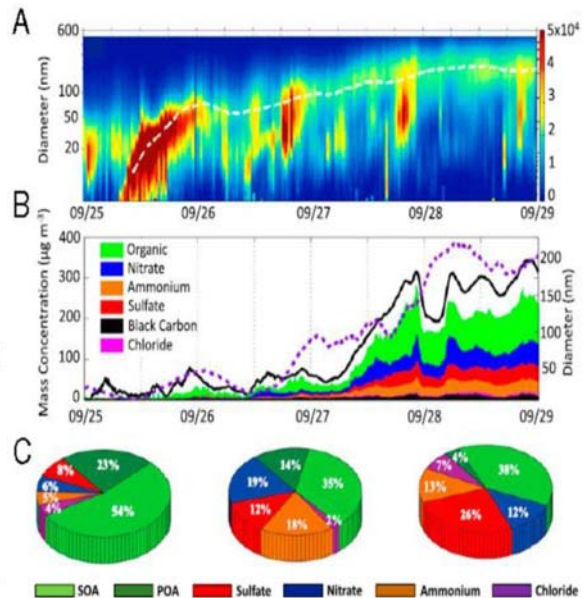 A
600
100
50
20
Diameter (nm)
5x10⁴
4
3
2
1
0
09/25 09/26 09/27 09/28 09/29
B
Mass Concentration (µg m⁻³)
400
300
200
100
0
Organic
Nitrate
Ammonium
Sulfate
Black Carbon
Chloride
200
150
100
50
Diameter (nm)
09/25 09/26 09/27 09/28 09/29
C
8% 23% 6% 5% 4% 54%
14% 19% 35% 12% 18% 2%
4% 7% 38% 13% 26% 12%
SOA POA Sulfate Nitrate Ammonium Chloride